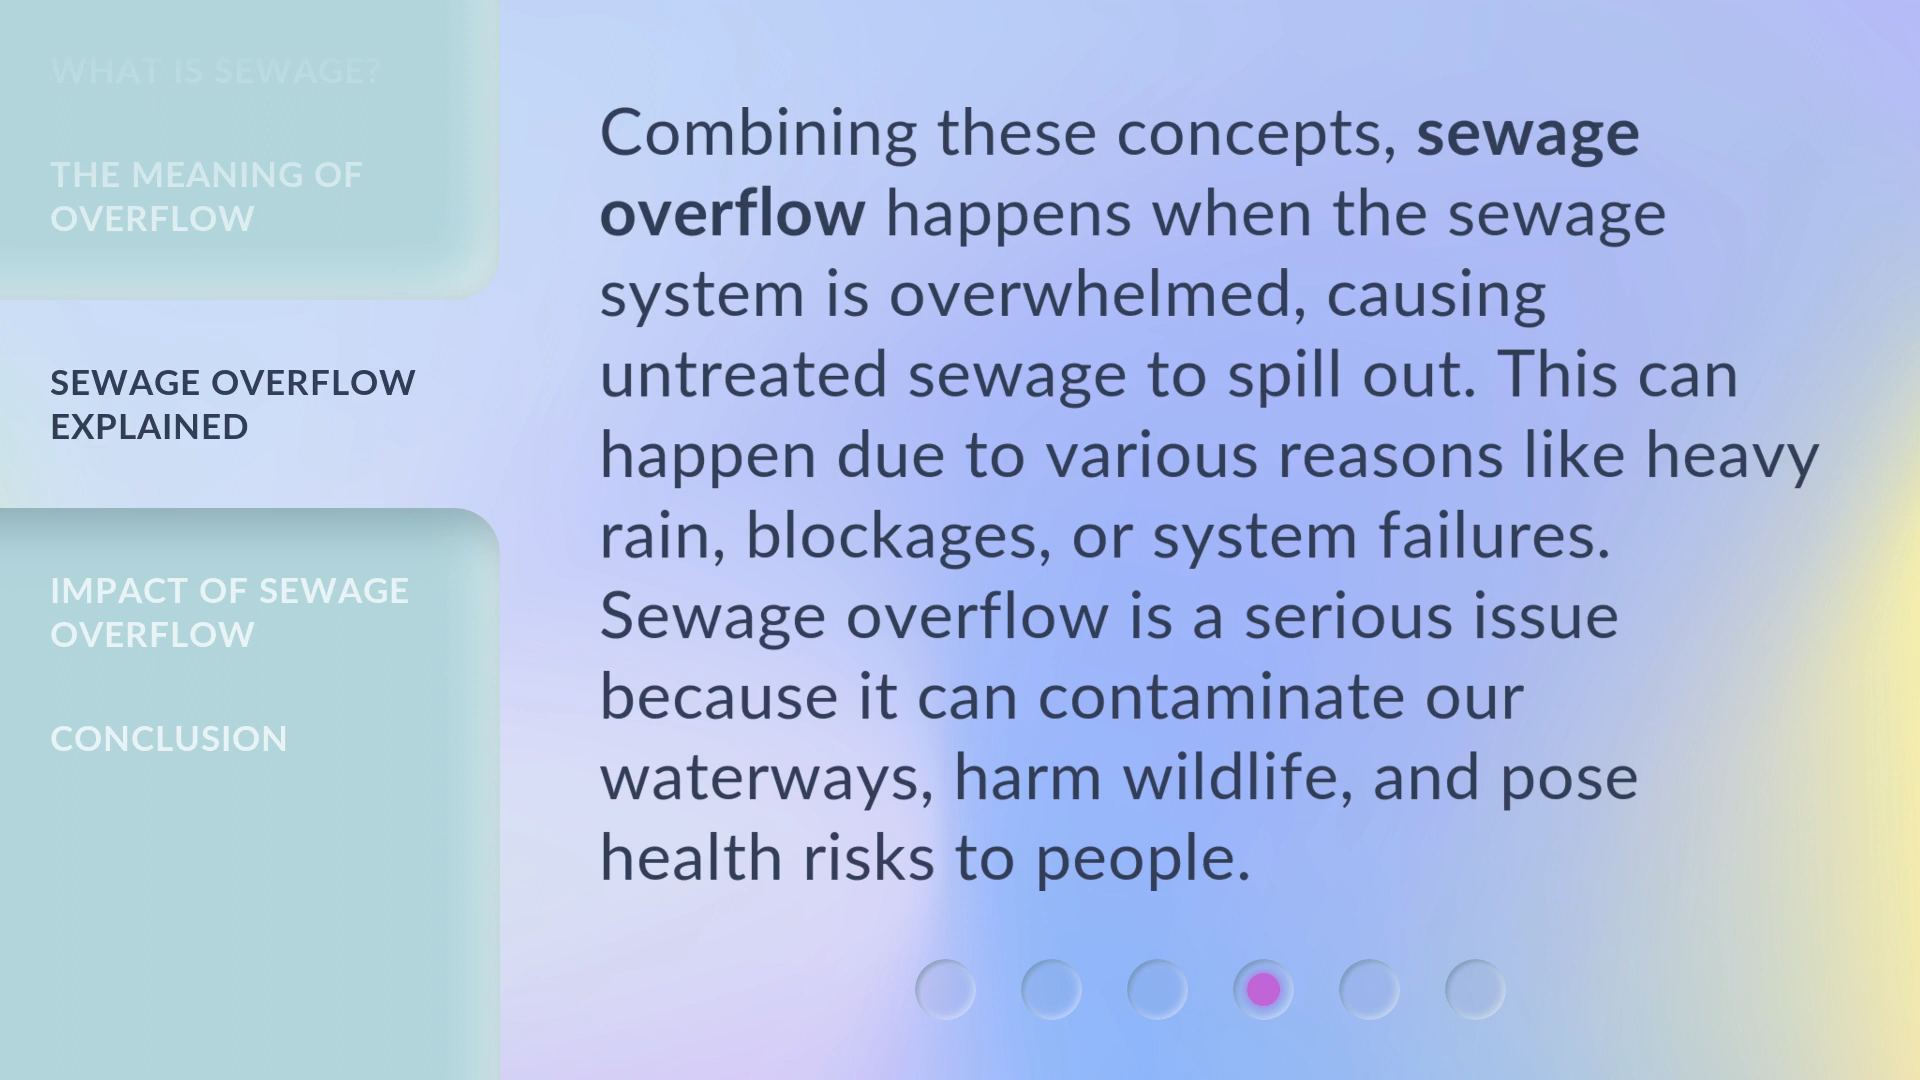 WHAT IS SEWAGE?
THE MEANING OF
OVERFLOW
SEWAGE OVERFLOW
EXPLAINED
IMPACT OF SEWAGE
OVERFLOW
CONCLUSION
Combining these concepts, sewage
overflow happens when the sewage
system is overwhelmed, causing
untreated sewage to spill out. This can
happen due to various reasons like heavy
rain, blockages, or system failures.
Sewage overflow is a serious issue
because it can contaminate our
waterways, harm wildlife, and pose
health risks to people.